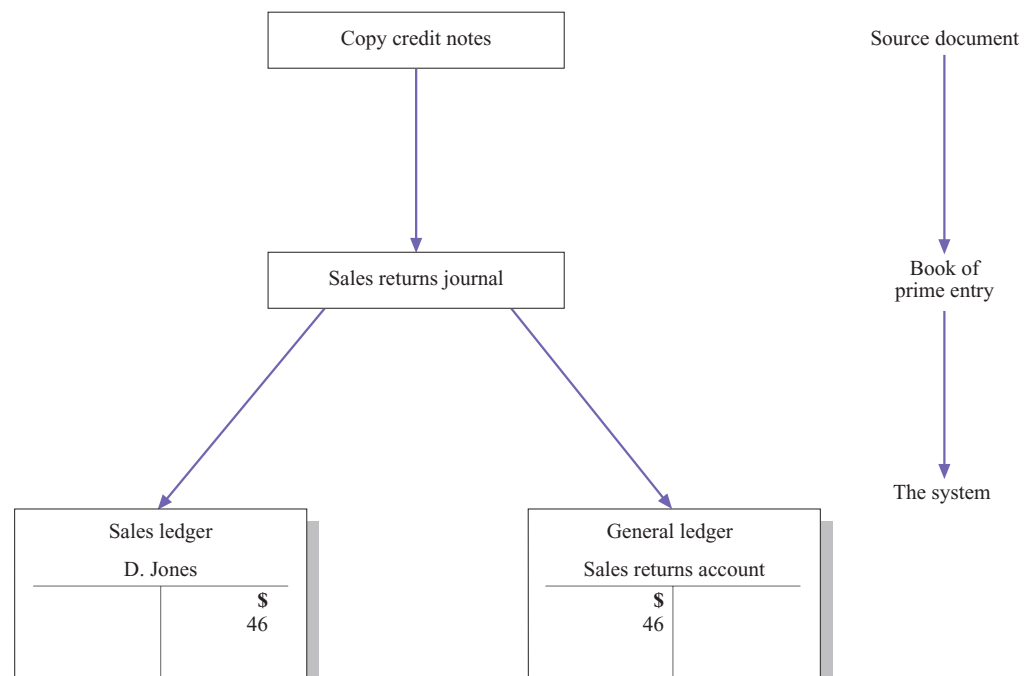 Copy credit notes
Source document
Sales returns journal
Book of
prime entry
The system
Sales ledger
D. Jones
$
46
General ledger
Sales returns account
$
46